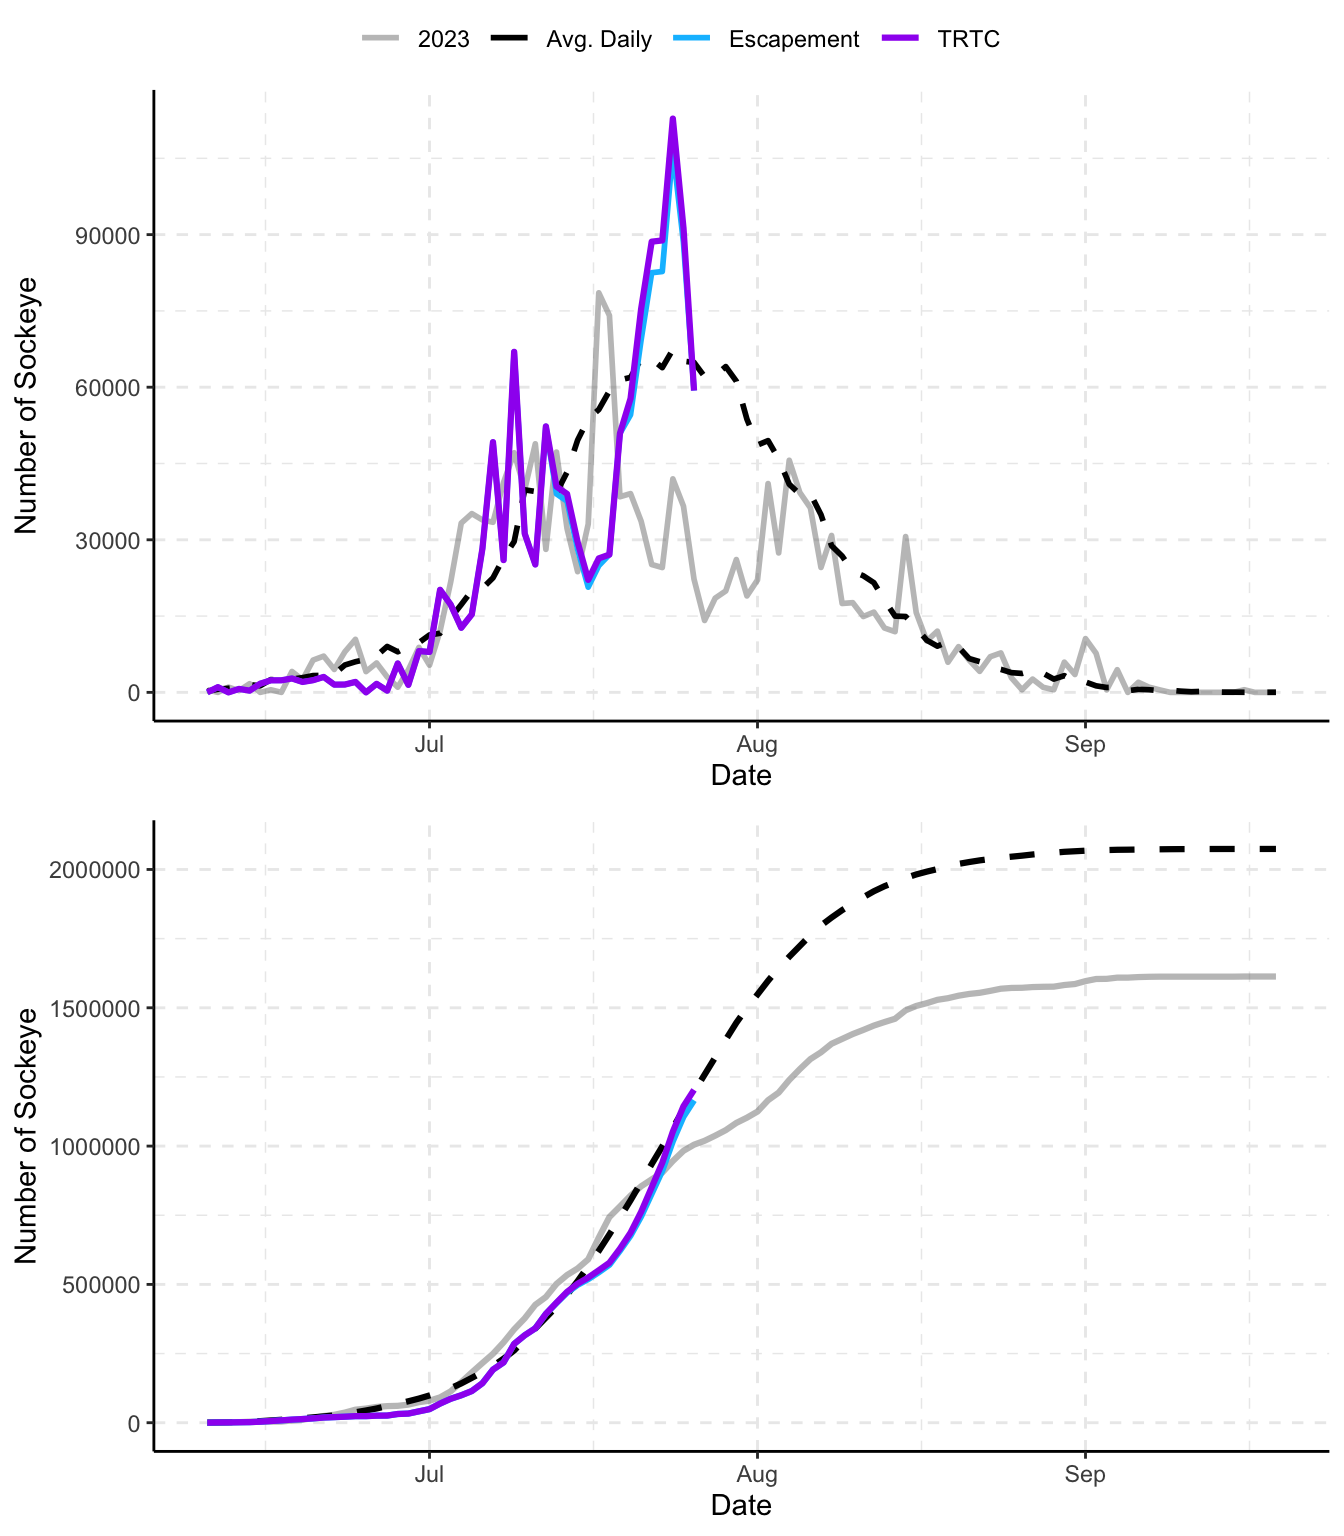 2023 Avg. Daily Escapement TRTC
Number of Sockeye
90000
60000
30000
0
Jul Aug Sep
Date
Number of Sockeye
2000000
1500000
1000000
500000
0
Jul Aug Sep
Date